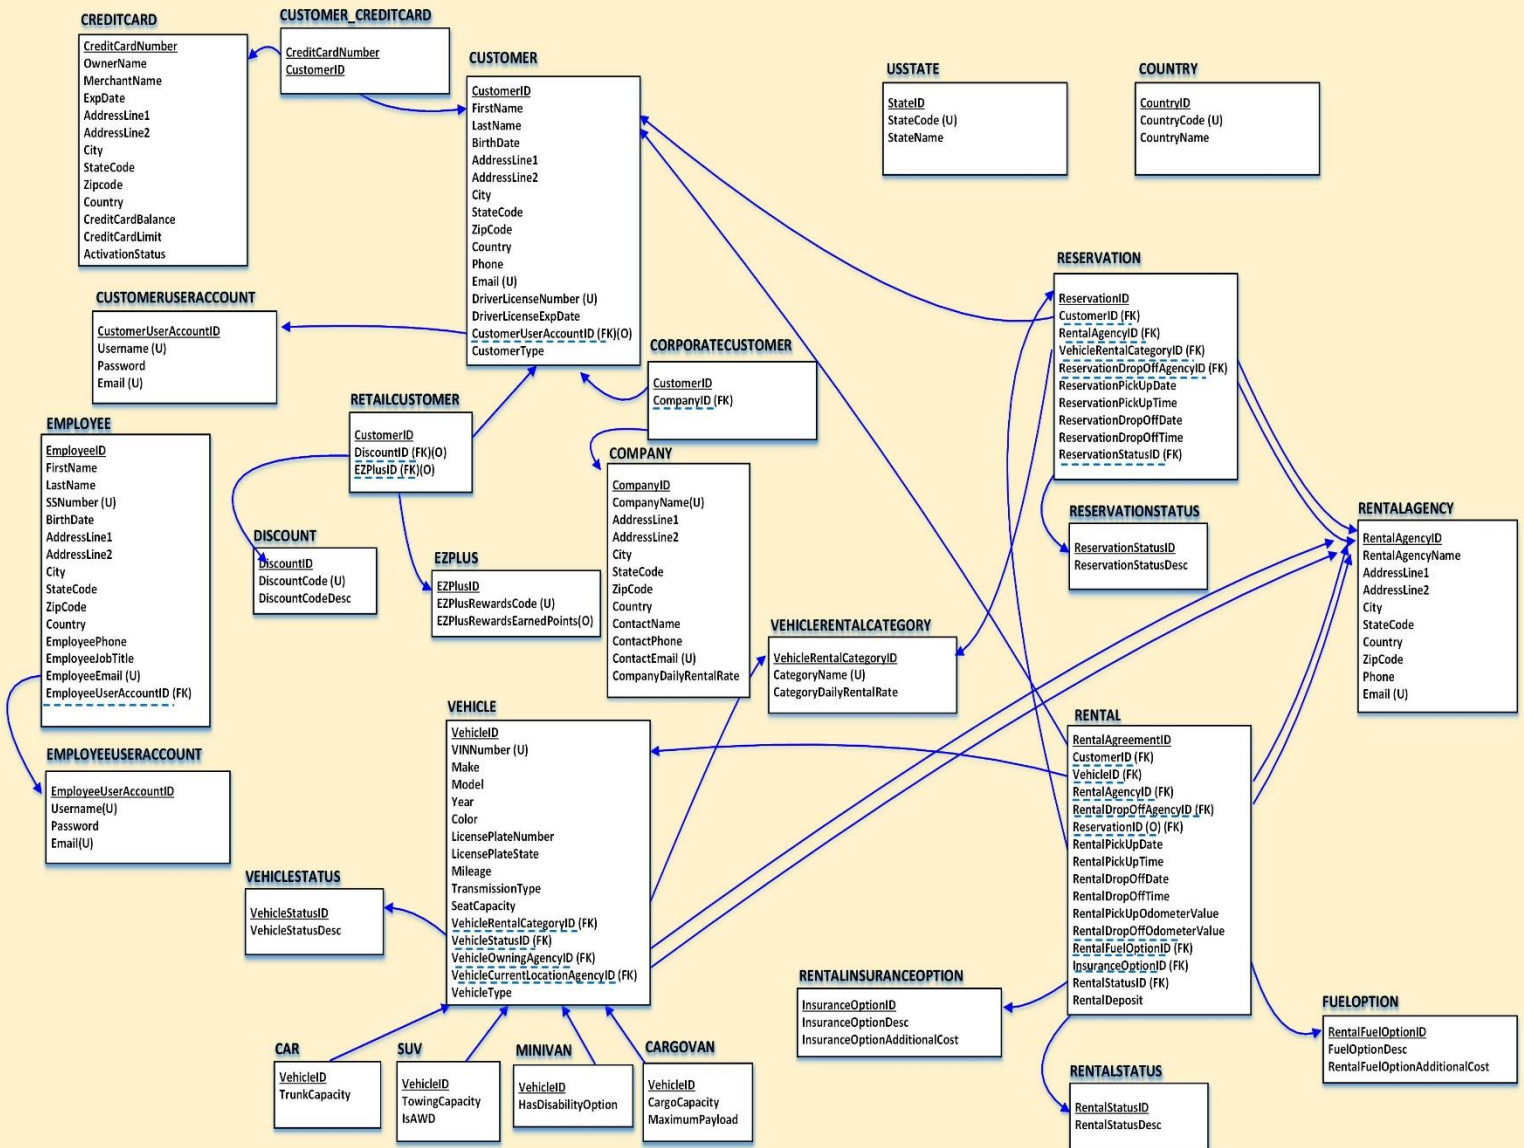 CREDITCARD
CreditCardNumber
OwnerName
MerchantName
ExpDate
AddressLine1
AddressLine2
City
StateCode
Zipcode
Country
CreditCardBalance
CreditCardLimit
ActivationStatus
CUSTOMER_CREDITCARD
CreditCardNumber
CustomerID
CUSTOMER
CustomerID
FirstName
LastName
BirthDate
AddressLine1
AddressLine2
City
StateCode
ZipCode
Country
Phone
Email (U)
DriverLicenseNumber (U)
DriverLicenseExpDate
CustomerUserAccountID (FK)(O)
CustomerType
USSTATE
StateID
StateCode (U)
StateName
COUNTRY
CountryID
CountryCode (U)
CountryName
CUSTOMERUSERACCOUNT
CustomerUserAccountID
Username (U)
Password
Email (U)
RESERVATION
ReservationID
CustomerID (FK)
RentalAgencyID (FK)
VehicleRentalCategoryID (FK)
ReservationDropOffAgencyID (FK)
ReservationPickUpDate
ReservationPickUpTime
ReservationDropOffDate
ReservationDropOffTime
ReservationStatusID (FK)
CORPORATECUSTOMER
CustomerID
CompanyID (FK)
RETAILCUSTOMER
CustomerID
DiscountID (FK)(O)
EZPlusID (FK)(O)
EMPLOYEE
EmployeeID
FirstName
LastName
SSNumber (U)
BirthDate
AddressLine1
AddressLine2
City
StateCode
ZipCode
Country
EmployeePhone
EmployeeJobTitle
EmployeeEmail (U)
EmployeeUserAccountID (FK)
COMPANY
CompanyID
CompanyName(U)
AddressLine1
AddressLine2
City
StateCode
ZipCode
Country
ContactName
ContactPhone
ContactEmail (U)
CompanyDailyRentalRate
DISCOUNT
DiscountID
DiscountCode (U)
DiscountCodeDesc
EZPLUS
EZPlusID
EZPlusRewardsCode (U)
EZPlusRewardsEarnedPoints(O)
RESERVATIONSTATUS
ReservationStatusID
ReservationStatusDesc
RENTALAGENCY
RentalAgencyID
RentalAgencyName
AddressLine1
AddressLine2
City
StateCode
Country
ZipCode
Phone
Email (U)
VEHICLERENTALCATEGORY
VehicleRentalCategoryID
CategoryName (U)
CategoryDailyRentalRate
EMPLOYEEUSERACCOUNT
EmployeeUserAccountID
Username(U)
Password
Email(U)
VEHICLE
VehicleID
VINNumber (U)
Make
Model
Year
Color
LicensePlateNumber
LicensePlateState
Mileage
TransmissionType
SeatCapacity
VehicleRentalCategoryID (FK)
VehicleStatusID (FK)
VehicleOwningAgencyID (FK)
VehicleCurrentLocationAgencyID (FK)
VehicleType
RENTAL
RentalAgreementID
CustomerID (FK)
VehicleID (FK)
RentalAgencyID (FK)
RentalDropOffAgencyID (FK)
ReservationID (O) (FK)
RentalPickUpDate
RentalPickUpTime
RentalDropOffDate
RentalDropOffTime
RentalPickUpOdometerValue
RentalDropOffOdometerValue
RentalFuelOptionID (FK)
InsuranceOptionID (FK)
RentalStatusID (FK)
RentalDeposit
VEHICLESTATUS
VehicleStatusID
VehicleStatusDesc
RENTALINSURANCEOPTION
InsuranceOptionID
InsuranceOptionDesc
InsuranceOptionAdditionalCost
FUELOPTION
RentalFuelOptionID
FuelOptionDesc
RentalFuelOptionAdditionalCost
CAR
VehicleID
TrunkCapacity
SUV
VehicleID
TowingCapacity
IsAWD
MINIVAN
VehicleID
HasDisabilityOption
CARGOVAN
VehicleID
CargoCapacity
MaximumPayload
RENTALSTATUS
RentalStatusID
RentalStatusDesc